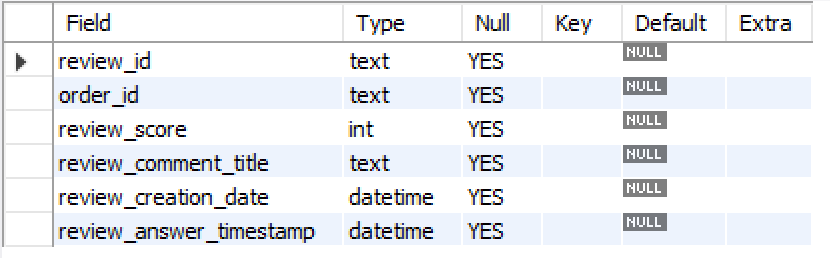 Field Type Null Key Default Extra
review_id text YES NULL
order_id text YES NULL
review_score int YES NULL
review_comment_title text YES NULL
review_creation_date datetime YES NULL
review_answer_timestamp datetime YES NULL